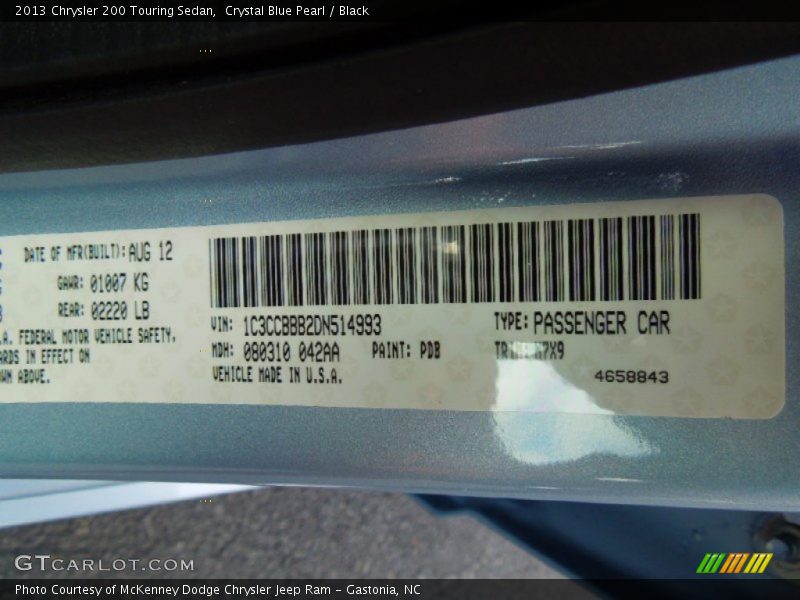 2013 Chrysler 200 Touring Sedan, Crystal Blue Pearl / Black
DATE OF MFR(BUILT): AUG 12
GAWR: 01007 KG
REAR: 02220 LB
.A. FEDERAL MOTOR VEHICLE SAFETY,
ARDS IN EFFECT ON
WN ABOVE.
VIN: 1C3CCBBB2DN514993
TYPE: PASSENGER CAR
MDH: 080310 042AA PAINT: PDB
VEHICLE MADE IN U.S.A.
4658843
GTCARLOT.COM
Photo Courtesy of McKenney Dodge Chrysler Jeep Ram - Gastonia, NC